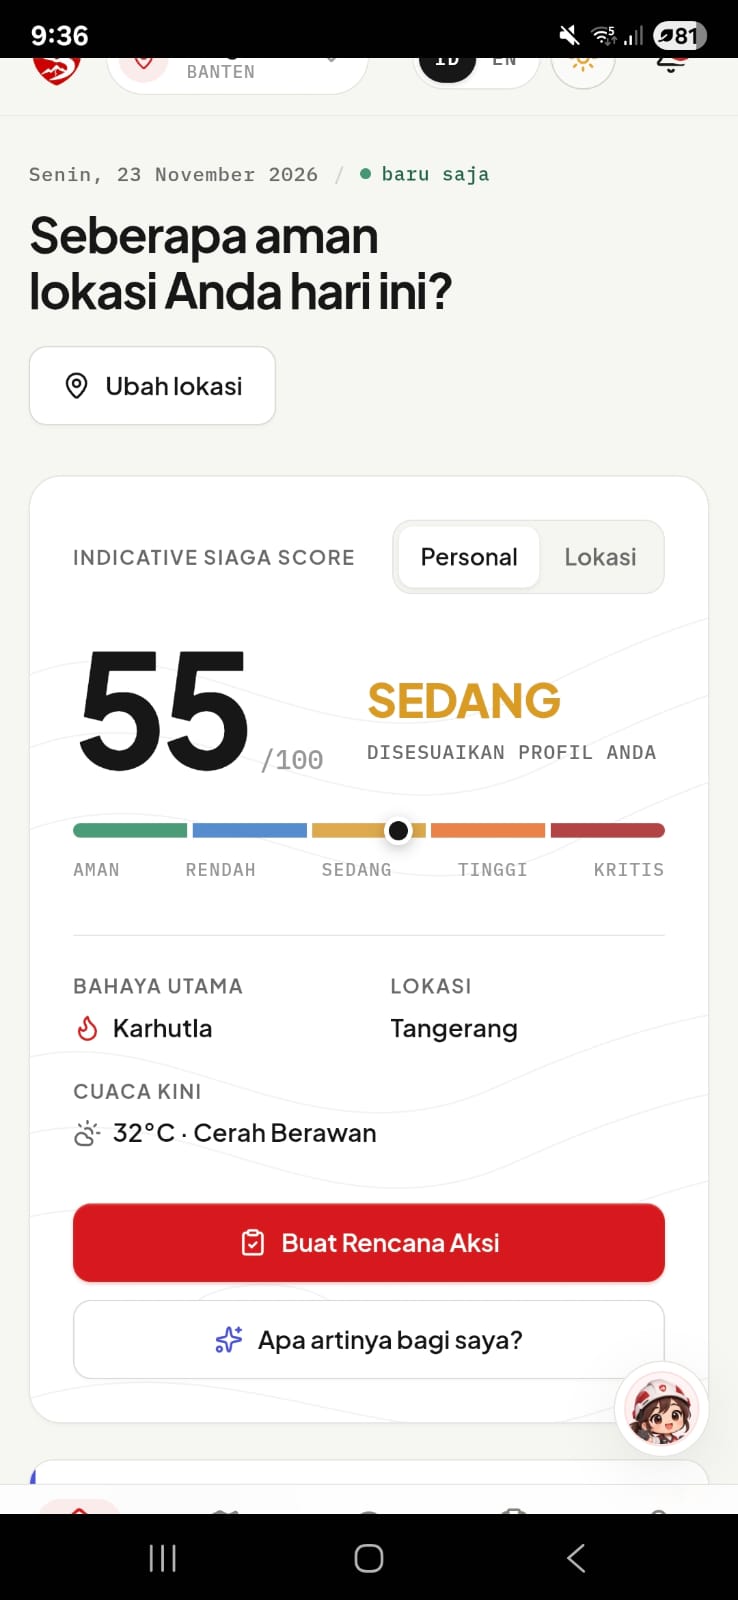 9:36
5
81
BANTEN
ID EN
Senin, 23 November 2026 / baru saja
Seberapa aman
lokasi Anda hari ini?
Ubah lokasi
INDICATIVE SIAGA SCORE
Personal Lokasi
55 /100
SEDANG
DISESUAIKAN PROFIL ANDA
AMAN RENDAH SEDANG TINGGI KRITIS
BAHAYA UTAMA
Karhutla
LOKASI
Tangerang
CUACA KINI
32°C · Cerah Berawan
Buat Rencana Aksi
Apa artinya bagi saya?